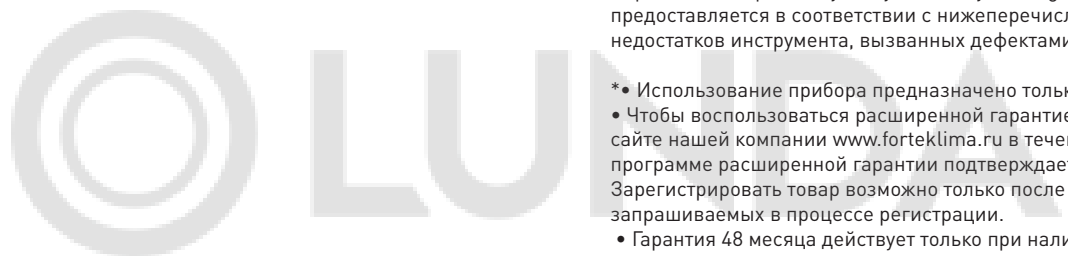 LUNDA
предоставляется в соответствии с нижеперечисл
недостатков инструмента, вызванных дефектами
*• Использование прибора предназначено тольк
• Чтобы воспользоваться расширенной гарантие
сайте нашей компании www.forteklima.ru в тече
программе расширенной гарантии подтверждает
Зарегистрировать товар возможно только после
запрашиваемых в процессе регистрации.
• Гарантия 48 месяца действует только при нали